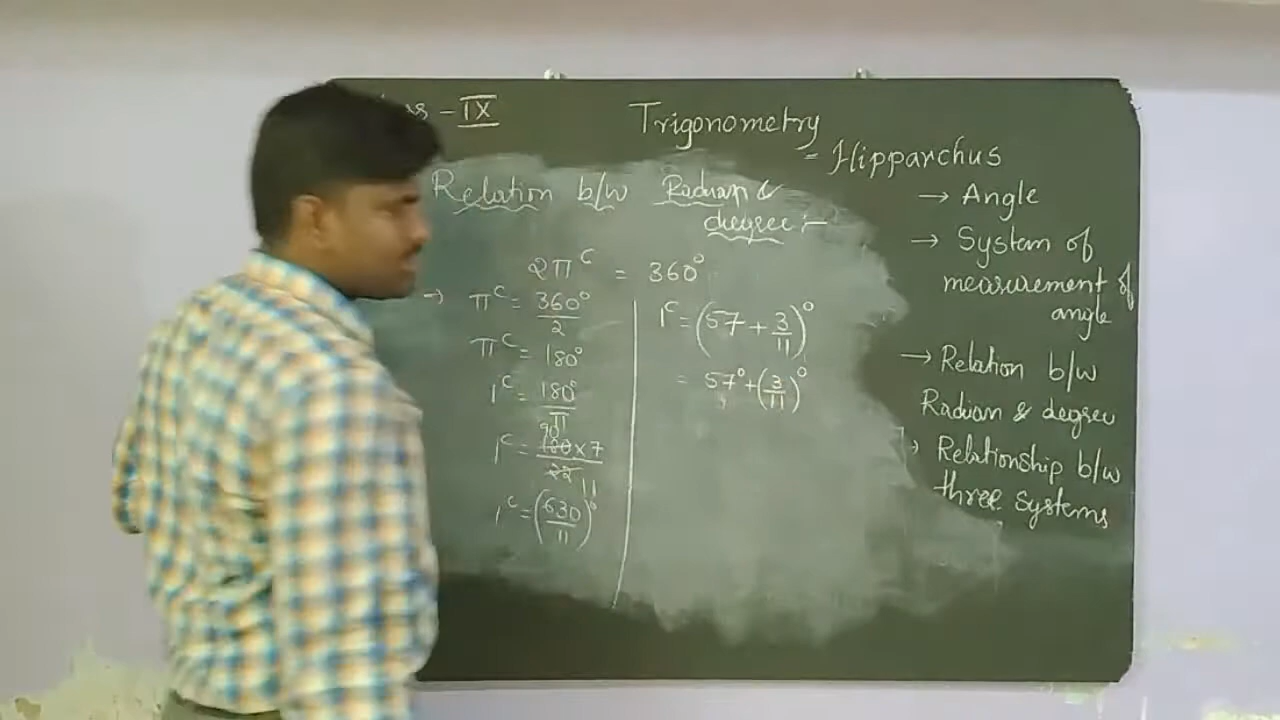 - IX
Trigonometry
- Hipparchus
Relation b/w Radian &
degree :-
2π^c = 360°
→ π^c = 360°/2
π^c = 180°
1^c = 180°/π
90
1^c = 180 x 7 / 22 11
1^c = (630/11)°
1^c = (57 + 3/11)°
= 57° + (3/11)°
→ Angle
→ System of
measurement of
angle
→ Relation b/w
Radian & degree
→ Relationship b/w
three systems